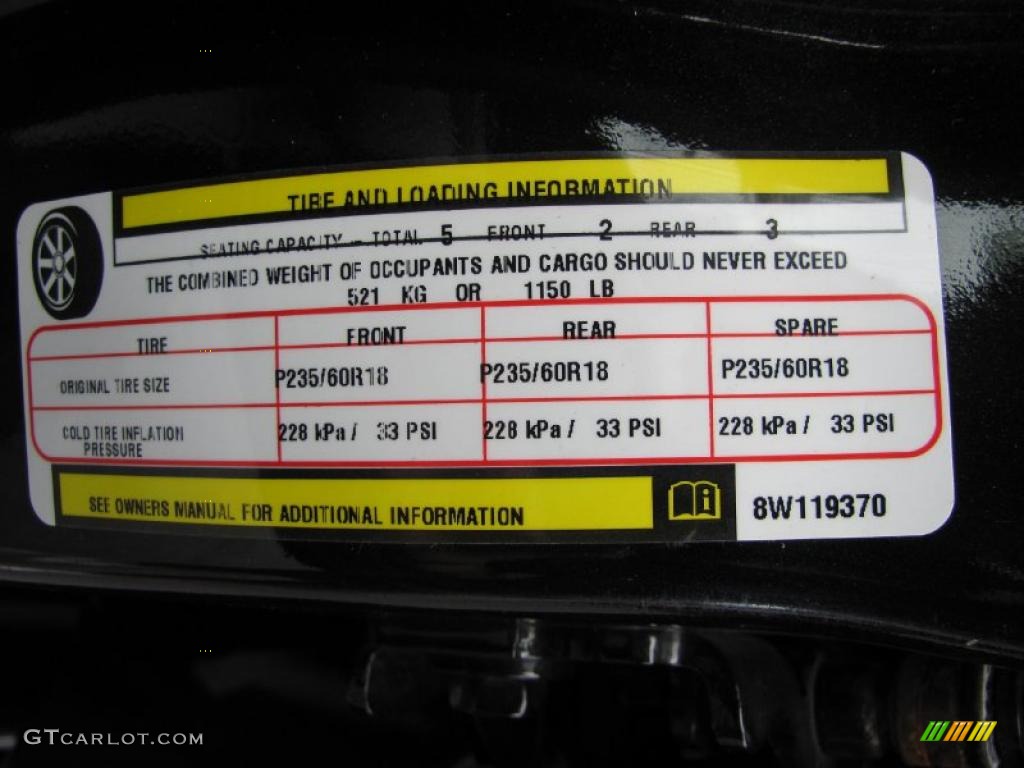 TIRE AND LOADING INFORMATION
SEATING CAPACITY – TOTAL 5 FRONT 2 REAR 3
THE COMBINED WEIGHT OF OCCUPANTS AND CARGO SHOULD NEVER EXCEED
521 KG OR 1150 LB
TIRE FRONT REAR SPARE
ORIGINAL TIRE SIZE P235/60R18 P235/60R18 P235/60R18
COLD TIRE INFLATION PRESSURE 228 kPa / 33 PSI 228 kPa / 33 PSI 228 kPa / 33 PSI
SEE OWNERS MANUAL FOR ADDITIONAL INFORMATION
8W119370
GTCARLOT.COM